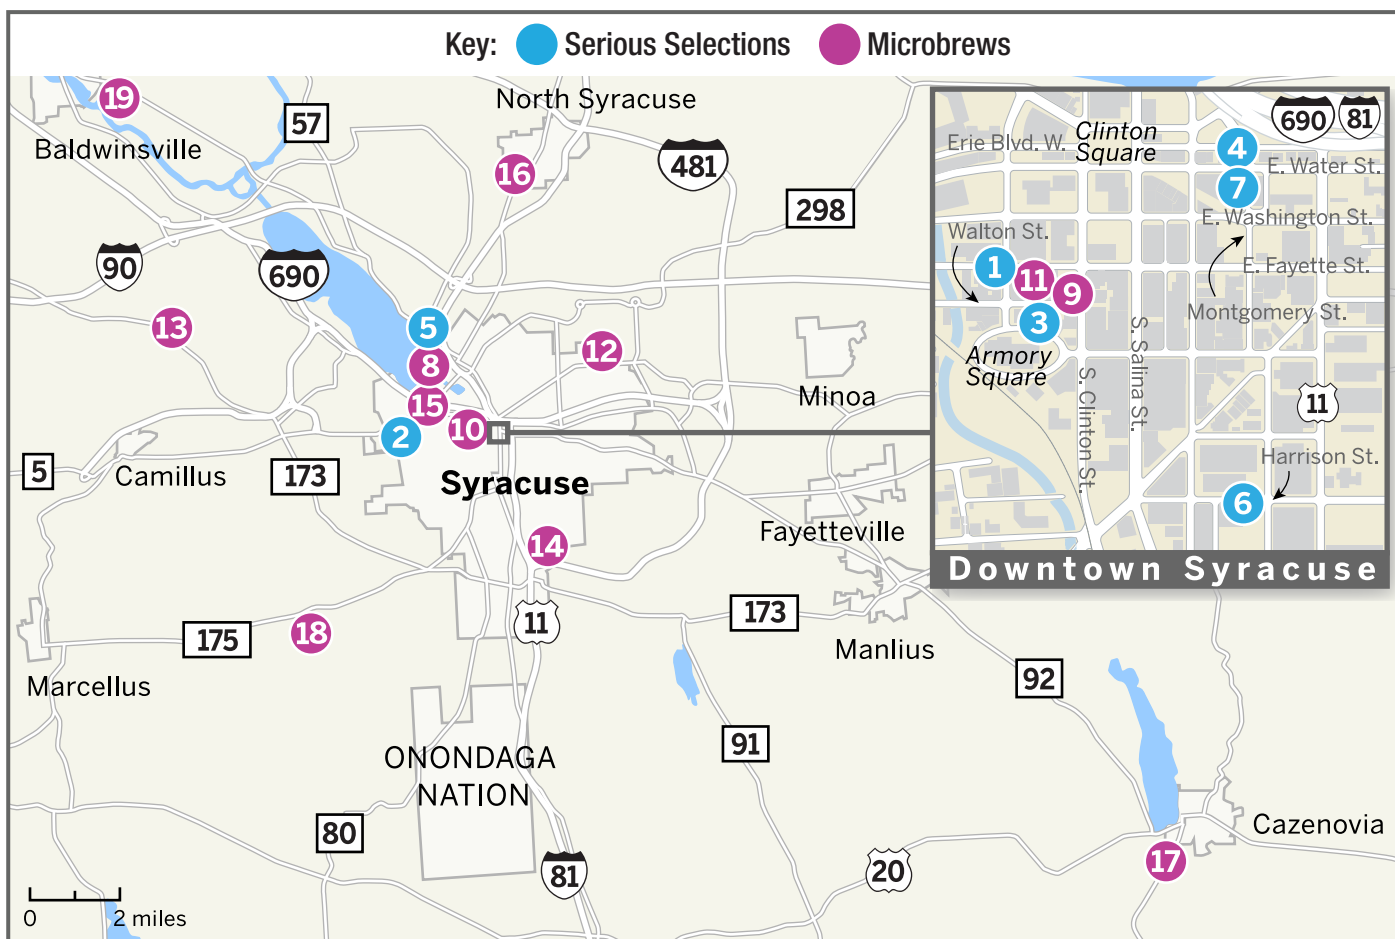 Key: Serious Selections Microbrews
19
Baldwinsville
57
North Syracuse
16
481
298
90
690
13
5
8
12
15
2
10
Minoa
5
Camillus
173
Syracuse
Fayetteville
14
11
173
175
18
Manlius
Marcellus
92
91
ONONDAGA
NATION
80
81
20
Cazenovia
17
0 2 miles
690
81
Clinton
Square
Erie Blvd. W.
4
E. Water St.
7
E. Washington St.
Walton St.
1
11
9
E. Fayette St.
Montgomery St.
3
Armory
Square
S. Salina St.
S. Clinton St.
11
Harrison St.
6
Downtown Syracuse